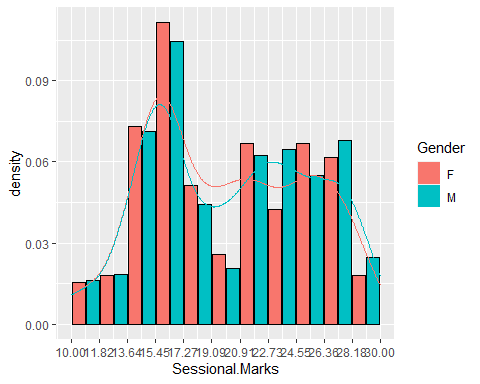 0.09
0.06
0.03
0.00
density
10.00 11.82 13.64 15.45 17.27 19.09 20.91 22.73 24.55 26.36 28.18 30.00
Sessional.Marks
Gender
F
M